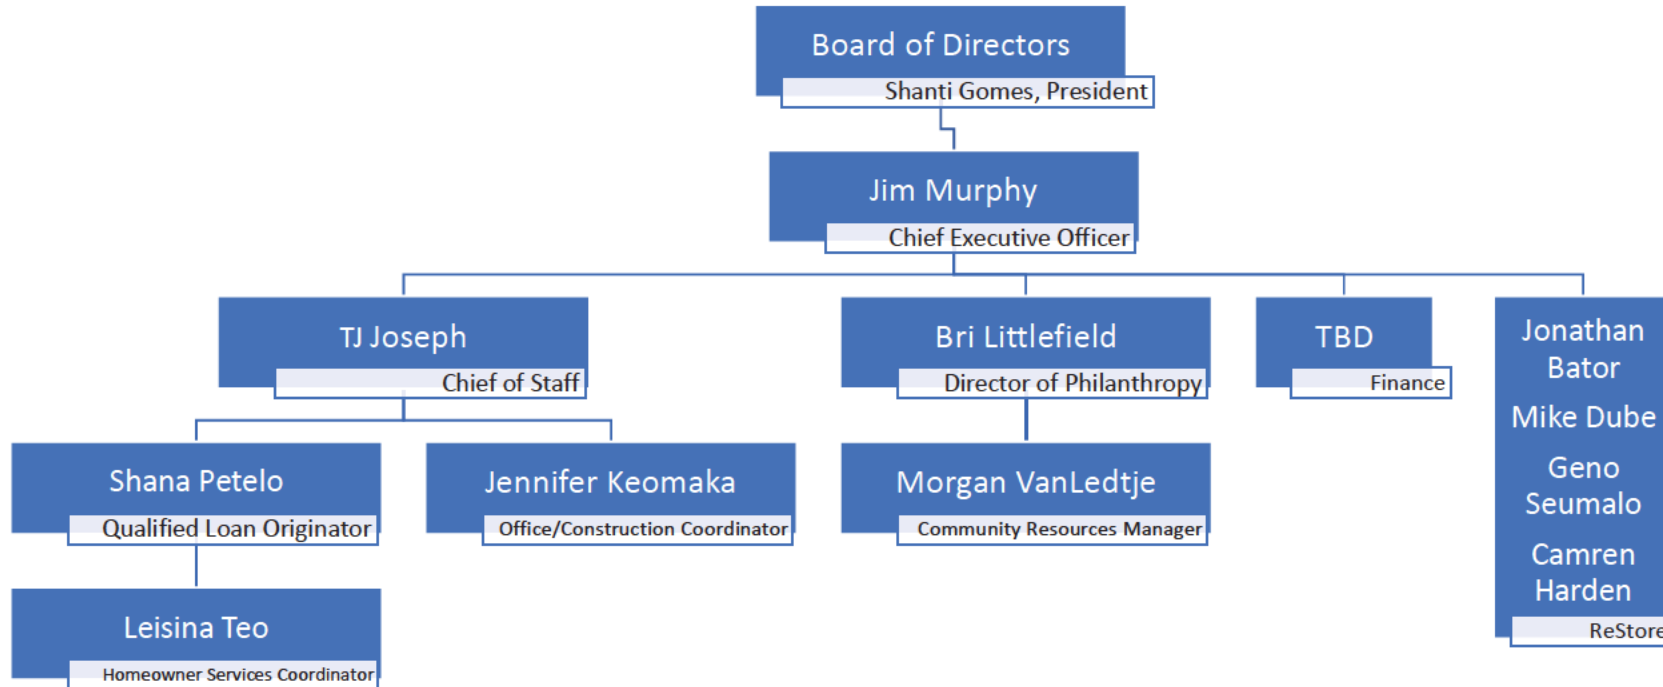 Board of Directors
Shanti Gomes, President
Jim Murphy
Chief Executive Officer
TJ Joseph
Chief of Staff
Bri Littlefield
Director of Philanthropy
TBD
Finance
Jonathan
Bator
Mike Dube
Geno
Seumalo
Camren
Harden
ReStore
Shana Petelo
Qualified Loan Originator
Jennifer Keomaka
Office/Construction Coordinator
Morgan VanLedtje
Community Resources Manager
Leisina Teo
Homeowner Services Coordinator